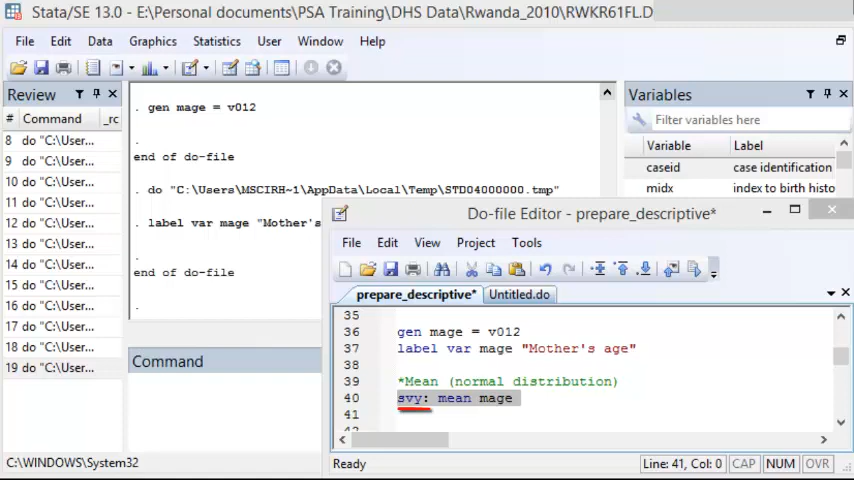 Stata/SE 13.0 - E:\Personal documents\PSA Training\DHS Data\Rwanda_2010\RWKR61FL.D
File Edit Data Graphics Statistics User Window Help
Review
# Command _rc
8 do "C:\User...
9 do "C:\User...
10 do "C:\User...
11 do "C:\User...
12 do "C:\User...
13 do "C:\User...
14 do "C:\User...
15 do "C:\User...
16 do "C:\User...
17 do "C:\User...
18 do "C:\User...
19 do "C:\User...
. gen mage = v012
.
end of do-file
. do "C:\Users\MSCIRH~1\AppData\Local\Temp\STD04000000.tmp"
. label var mage "Mother's
.
end of do-file
.
Command
Variables
Filter variables here
Variable Label
caseid case identification
midx index to birth histo
Do-file Editor - prepare_descriptive*
File Edit View Project Tools
prepare_descriptive* Untitled.do
35
36 gen mage = v012
37 label var mage "Mother's age"
38
39 *Mean (normal distribution)
40 svy: mean mage
41
Ready Line: 41, Col: 0 CAP NUM OVR
C:\WINDOWS\System32